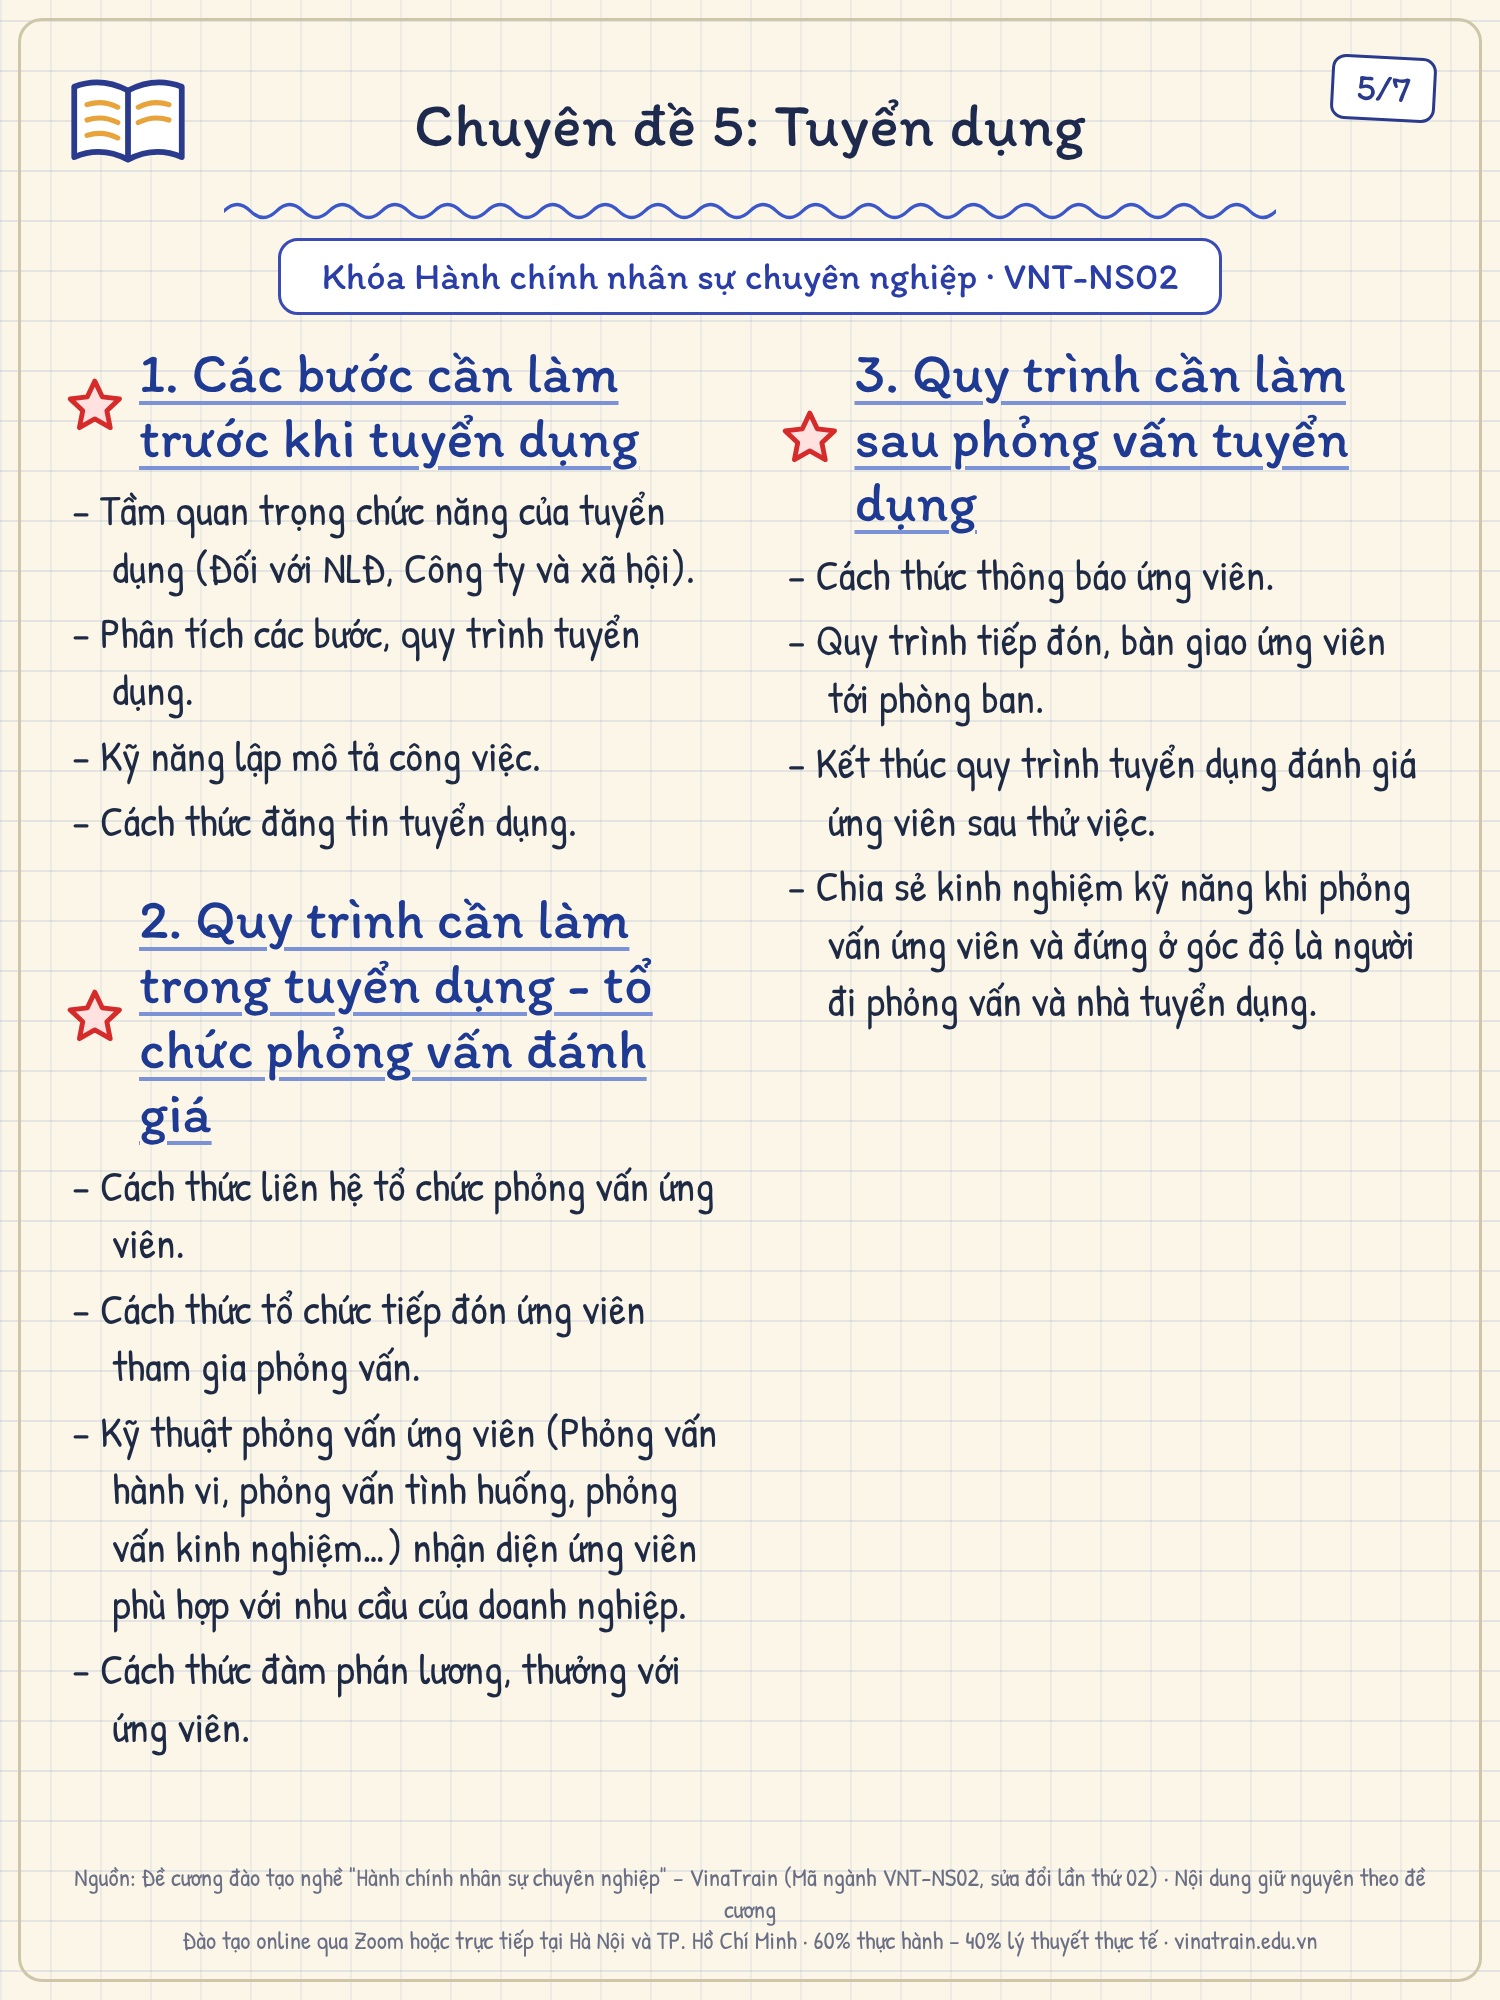 5/7
Chuyên đề 5: Tuyển dụng
Khóa Hành chính nhân sự chuyên nghiệp · VNT-NS02
1. Các bước cần làm
trước khi tuyển dụng
– Tầm quan trọng chức năng của tuyển
dụng (Đối với NLĐ, Công ty và xã hội).
– Phân tích các bước, quy trình tuyển
dụng.
– Kỹ năng lập mô tả công việc.
– Cách thức đăng tin tuyển dụng.
2. Quy trình cần làm
trong tuyển dụng – tổ
chức phỏng vấn đánh
giá
– Cách thức liên hệ tổ chức phỏng vấn ứng
viên.
– Cách thức tổ chức tiếp đón ứng viên
tham gia phỏng vấn.
– Kỹ thuật phỏng vấn ứng viên (Phỏng vấn
hành vi, phỏng vấn tình huống, phỏng
vấn kinh nghiệm...) nhận diện ứng viên
phù hợp với nhu cầu của doanh nghiệp.
– Cách thức đàm phán lương, thưởng với
ứng viên.
3. Quy trình cần làm
sau phỏng vấn tuyển
dụng
– Cách thức thông báo ứng viên.
– Quy trình tiếp đón, bàn giao ứng viên
tới phòng ban.
– Kết thúc quy trình tuyển dụng đánh giá
ứng viên sau thử việc.
– Chia sẻ kinh nghiệm kỹ năng khi phỏng
vấn ứng viên và đứng ở góc độ là người
đi phỏng vấn và nhà tuyển dụng.
Nguồn: Đề cương đào tạo nghề "Hành chính nhân sự chuyên nghiệp" – VinaTrain (Mã ngành VNT-NS02, sửa đổi lần thứ 02) · Nội dung giữ nguyên theo đề
cương
Đào tạo online qua Zoom hoặc trực tiếp tại Hà Nội và TP. Hồ Chí Minh · 60% thực hành – 40% lý thuyết thực tế · vinatrain.edu.vn